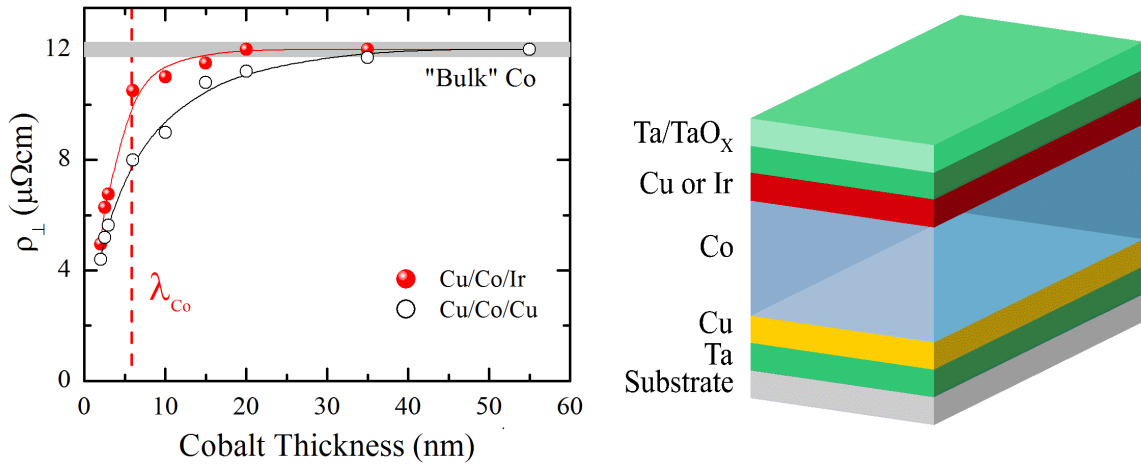 ρ⊥ (μΩcm)
12
8
4
0
0
10
20
30
40
50
60
Cobalt Thickness (nm)
"Bulk" Co
λCo
Cu/Co/Ir
Cu/Co/Cu
Ta/TaOX
Cu or Ir
Co
Cu
Ta
Substrate